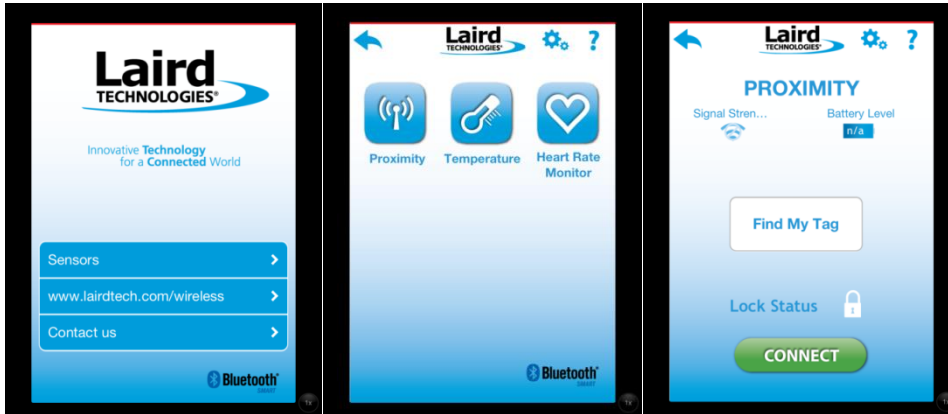 Laird
TECHNOLOGIES®
Innovative Technology
for a Connected World
Sensors
www.lairdtech.com/wireless
Contact us
Bluetooth®
SMART
1x
Laird
TECHNOLOGIES®
?
Proximity
Temperature
Heart Rate
Monitor
Bluetooth®
SMART
1x
Laird
TECHNOLOGIES®
?
PROXIMITY
Signal Stren...
Battery Level
n/a
Find My Tag
Lock Status
CONNECT